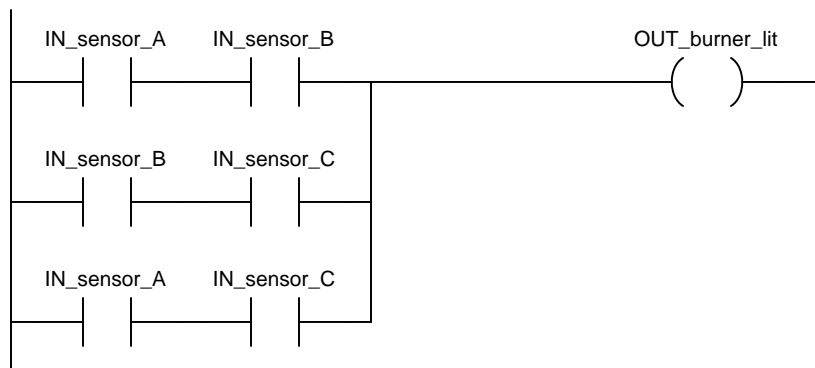 IN_sensor_A IN_sensor_B OUT_burner_lit
IN_sensor_B IN_sensor_C
IN_sensor_A IN_sensor_C